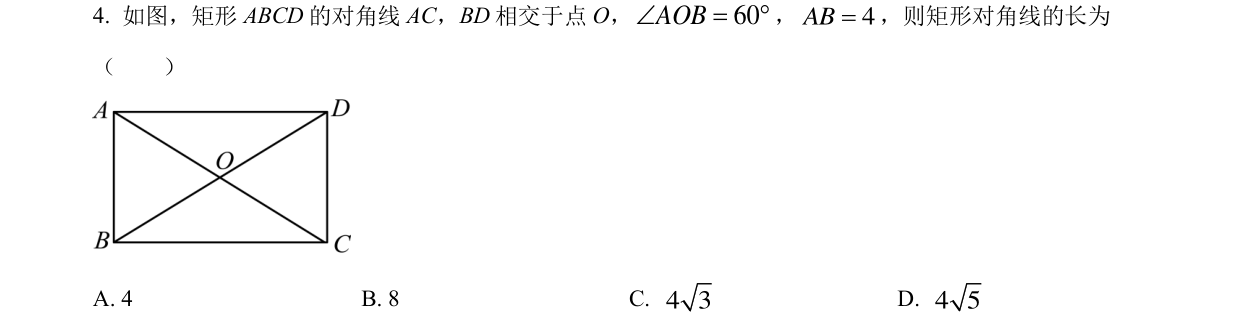 4. 如图，矩形 ABCD 的对角线 AC，BD 相交于点 O，∠AOB = 60°，AB = 4，则矩形对角线的长为
（　　）
A D
O
B C
A. 4 B. 8 C. 4√3 D. 4√5